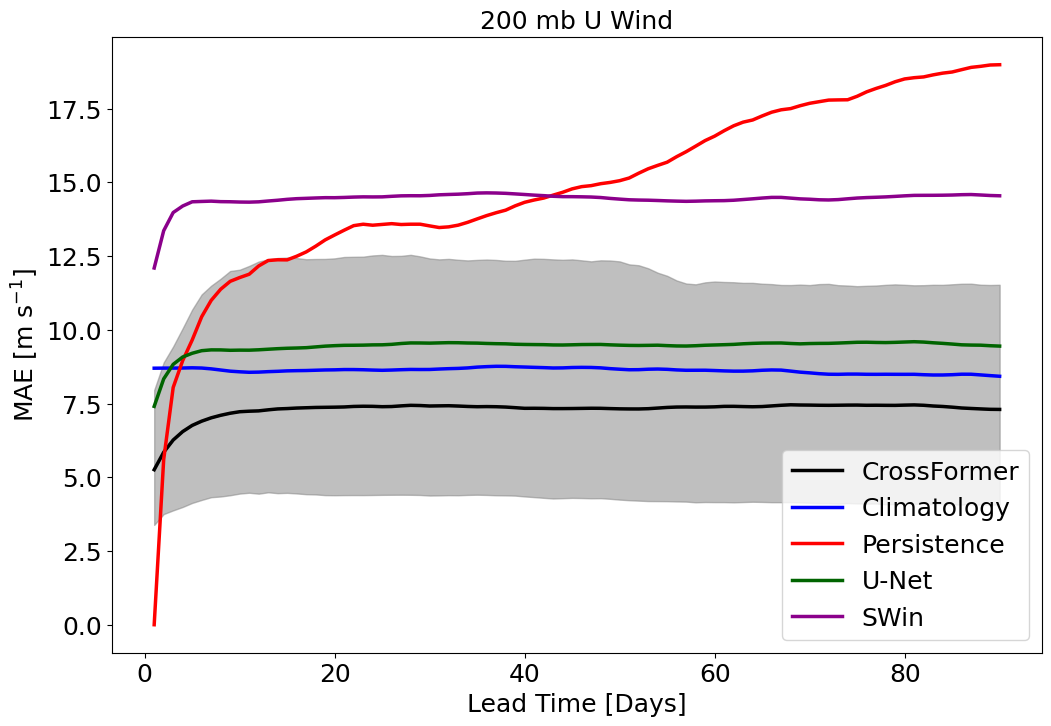 200 mb U Wind
MAE [m s⁻¹]
17.5
15.0
12.5
10.0
7.5
5.0
2.5
0.0
0 20 40 60 80
Lead Time [Days]
CrossFormer
Climatology
Persistence
U-Net
SWin